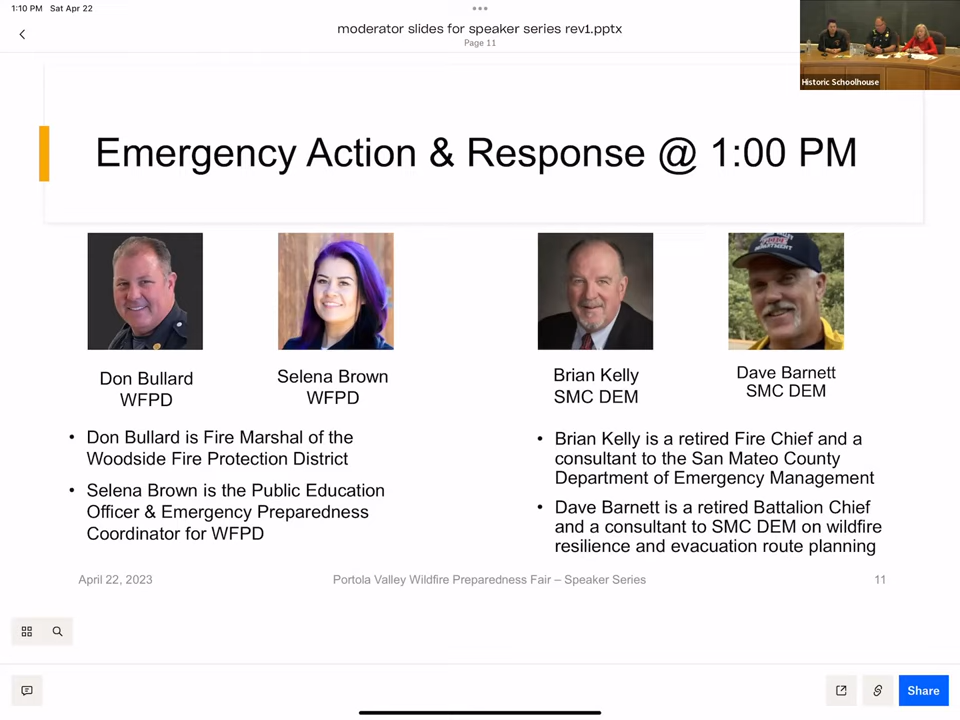 1:10 PM Sat Apr 22
moderator slides for speaker series rev1.pptx
Page 11
Historic Schoolhouse
Emergency Action & Response @ 1:00 PM
Don Bullard
WFPD
Selena Brown
WFPD
Brian Kelly
SMC DEM
Dave Barnett
SMC DEM
• Don Bullard is Fire Marshal of the
Woodside Fire Protection District
• Selena Brown is the Public Education
Officer & Emergency Preparedness
Coordinator for WFPD
• Brian Kelly is a retired Fire Chief and a
consultant to the San Mateo County
Department of Emergency Management
• Dave Barnett is a retired Battalion Chief
and a consultant to SMC DEM on wildfire
resilience and evacuation route planning
April 22, 2023
Portola Valley Wildfire Preparedness Fair – Speaker Series
11
Share